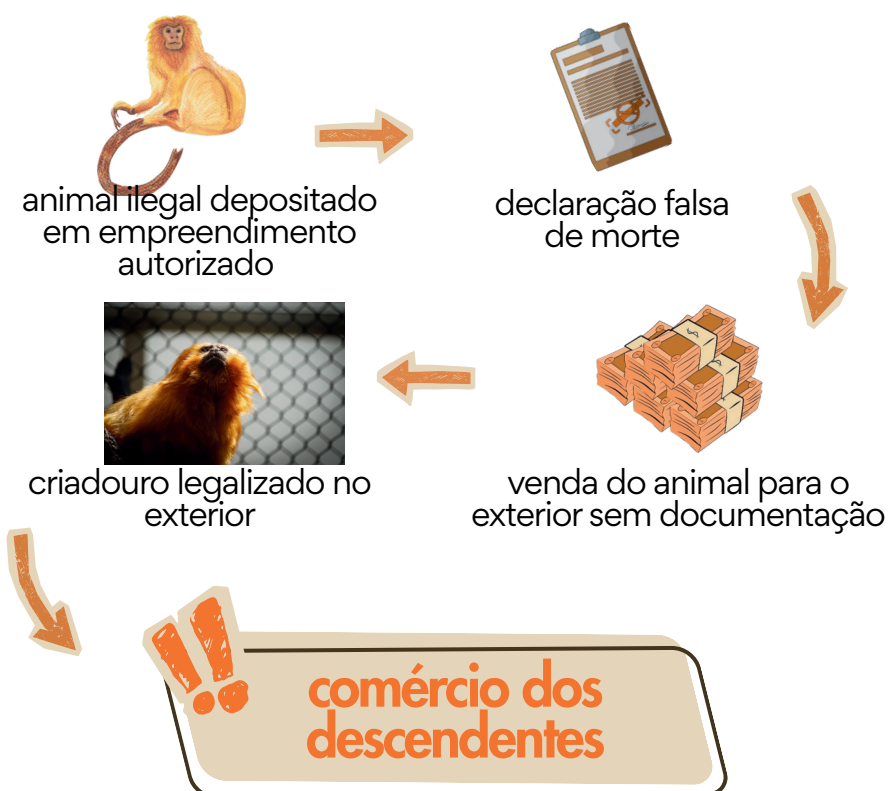 animal ilegal depositado
em empreendimento
autorizado
declaração falsa
de morte
venda do animal para o
exterior sem documentação
criadouro legalizado no
exterior
comércio dos
descendentes